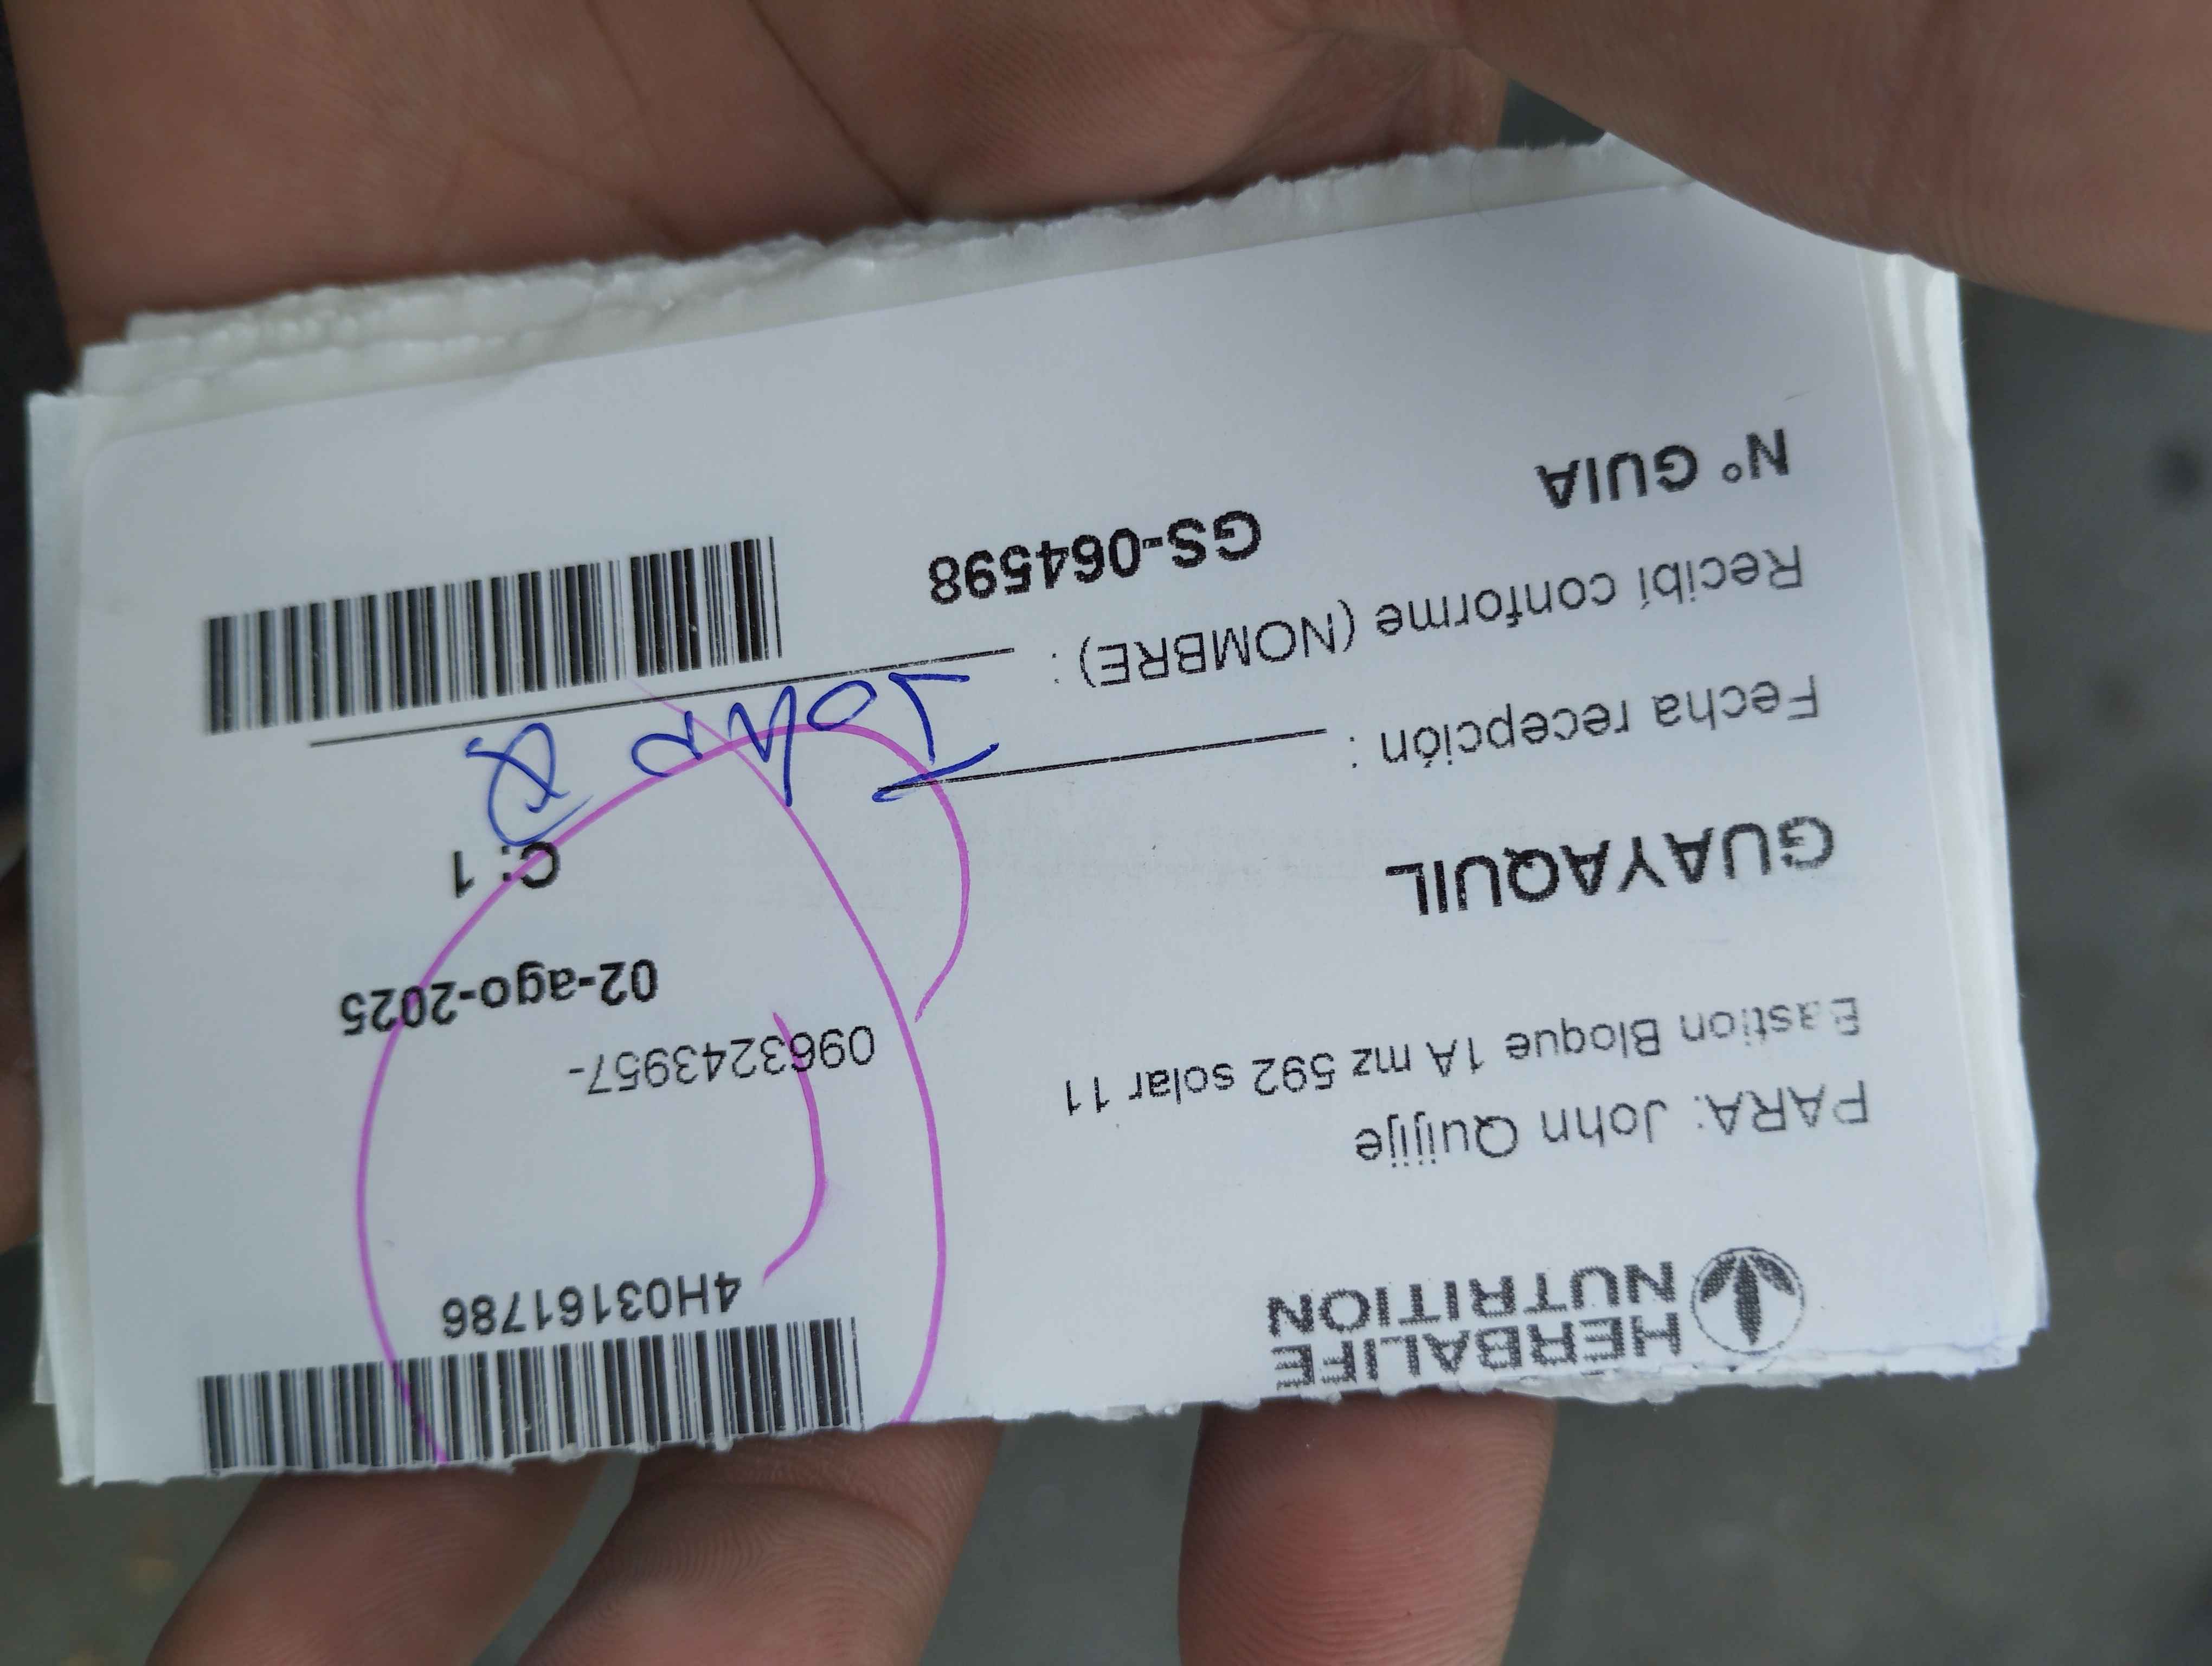 HERBALIFE
NUTRITION
4H03161786
PARA: John Quijije
Bastion Bloque 1A mz 592 solar 11
0963243957-
02-ago-2025
GUAYAQUIL
C: 1
Fecha recepción :
Recibí conforme (NOMBRE) :
N° GUIA
GS-064598